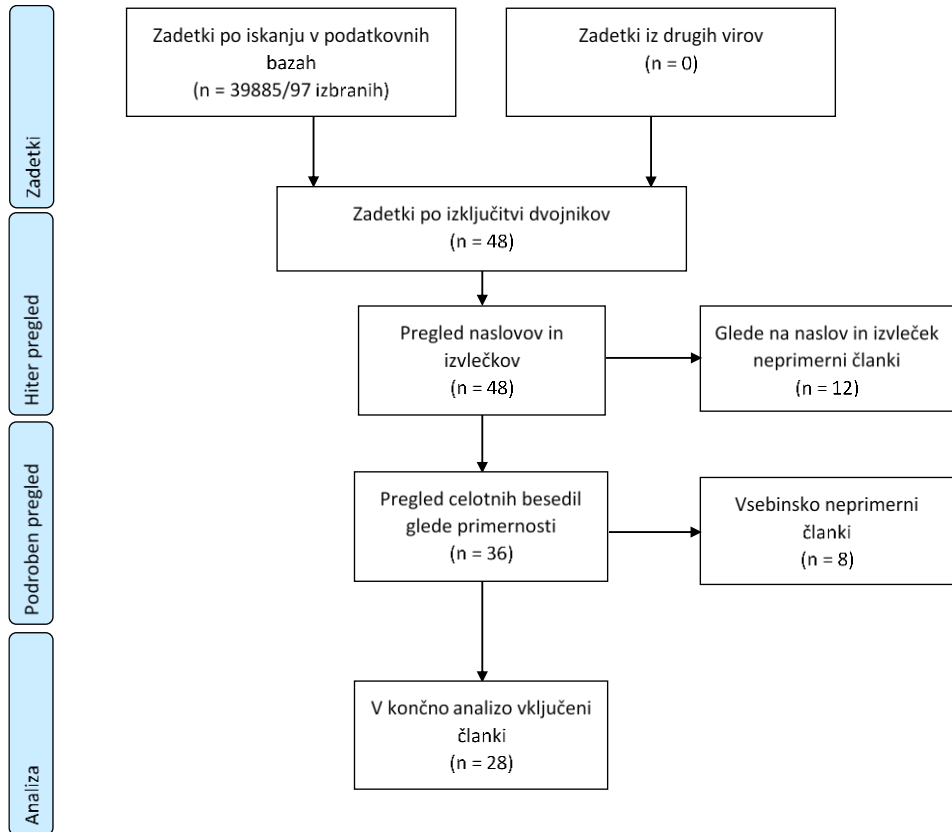 Zadetki
Zadetki po iskanju v podatkovnih
bazah
(n = 39885/97 izbranih)
Zadetki iz drugih virov
(n = 0)
Zadetki po izključitvi dvojnikov
(n = 48)
Hiter pregled
Pregled naslovov in
izvlečkov
(n = 48)
Glede na naslov in izvleček
neprimerni članki
(n = 12)
Podroben pregled
Pregled celotnih besedil
glede primernosti
(n = 36)
Vsebinsko neprimerni
članki
(n = 8)
Analiza
V končno analizo vključeni
članki
(n = 28)